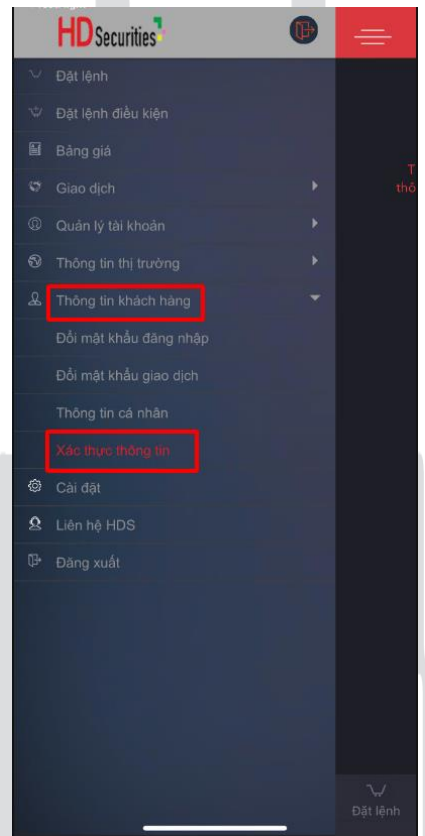 HD Securities
Đặt lệnh
Đặt lệnh điều kiện
Bảng giá
Giao dịch
Quản lý tài khoản
Thông tin thị trường
Thông tin khách hàng
Đổi mật khẩu đăng nhập
Đổi mật khẩu giao dịch
Thông tin cá nhân
Xác thực thông tin
Cài đặt
Liên hệ HDS
Đăng xuất
T
thô
Đặt lệnh